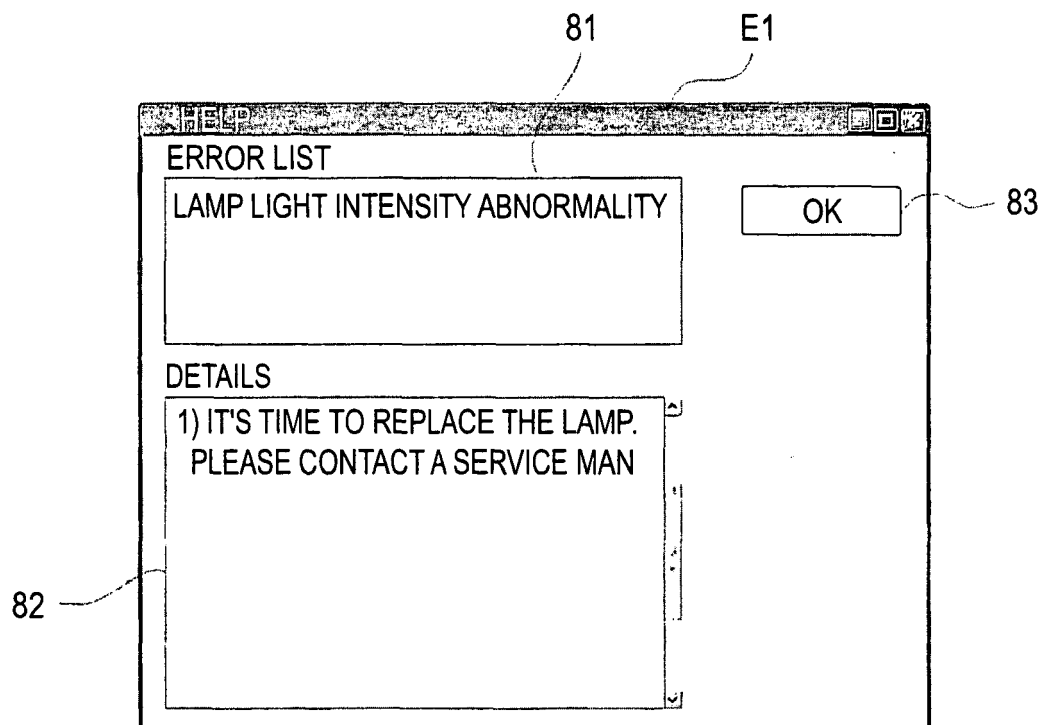 81
E1
HELP
ERROR LIST
LAMP LIGHT INTENSITY ABNORMALITY
OK
83
DETAILS
1) IT'S TIME TO REPLACE THE LAMP.
PLEASE CONTACT A SERVICE MAN
82